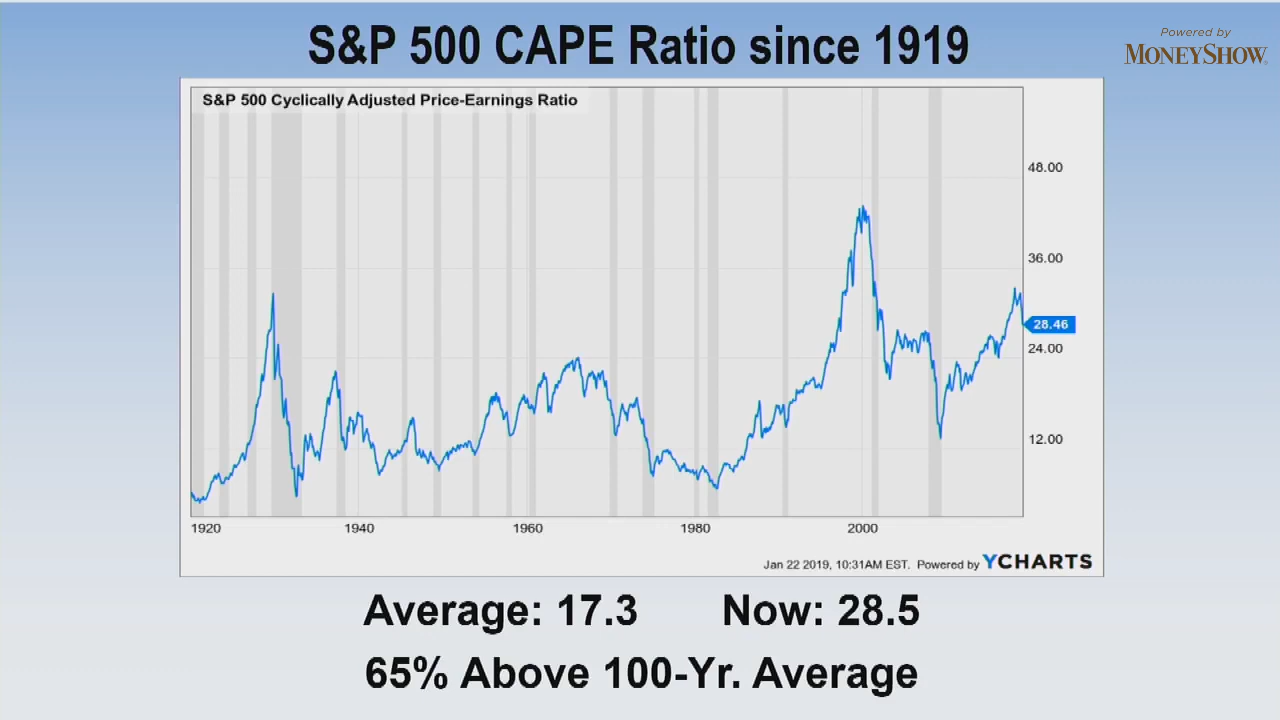 S&P 500 CAPE Ratio since 1919
Powered by
MONEYSHOW®
S&P 500 Cyclically Adjusted Price-Earnings Ratio
48.00
36.00
28.46
24.00
12.00
1920 1940 1960 1980 2000
Jan 22 2019, 10:31AM EST. Powered by YCHARTS
Average: 17.3 Now: 28.5
65% Above 100-Yr. Average